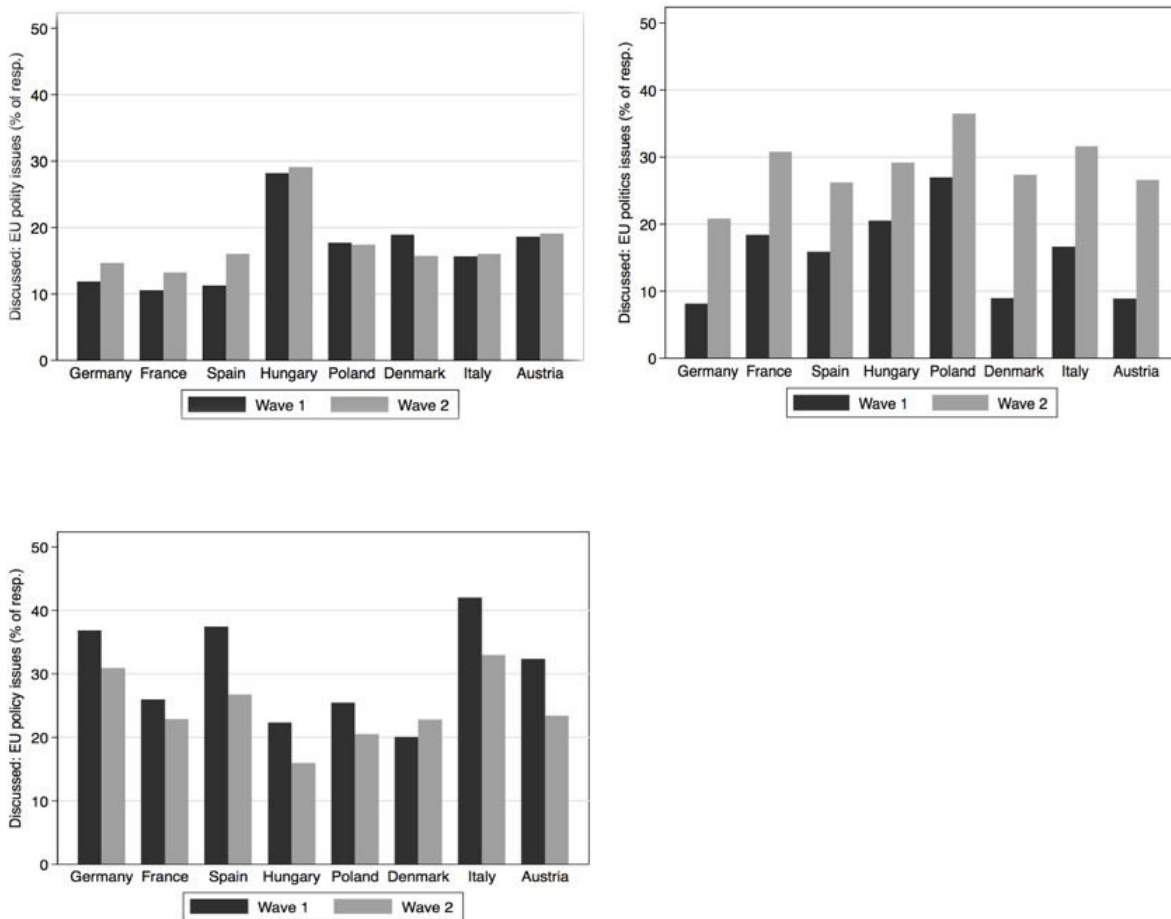 Discussed: EU polity issues (% of resp.)
50
40
30
20
10
0
Germany France Spain Hungary Poland Denmark Italy Austria
Wave 1 Wave 2
Discussed: EU politics issues (% of resp.)
50
40
30
20
10
0
Germany France Spain Hungary Poland Denmark Italy Austria
Wave 1 Wave 2
Discussed: EU policy issues (% of resp.)
50
40
30
20
10
0
Germany France Spain Hungary Poland Denmark Italy Austria
Wave 1 Wave 2